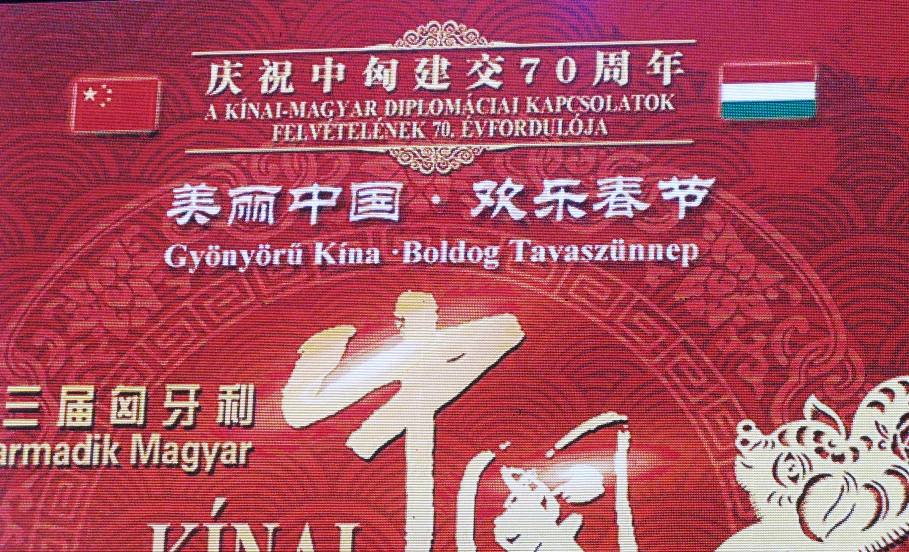 庆祝中匈建交70周年
A KÍNAI-MAGYAR DIPLOMÁCIAI KAPCSOLATOK
FELVÉTELÉNEK 70. ÉVFORDULÓJA
美丽中国·欢乐春节
Gyönyörű Kína ·Boldog Tavaszünnep
中国
三届匈牙利
armadik Magyar
KÍNAI